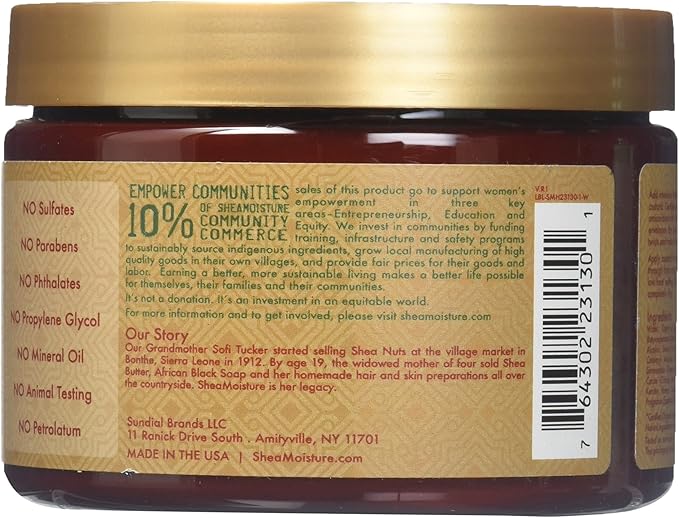 NO Sulfates
NO Parabens
NO Phthalates
NO Propylene Glycol
NO Mineral Oil
NO Animal Testing
NO Petrolatum
EMPOWER COMMUNITIES
10% OF SHEAMOISTURE
COMMUNITY
COMMERCE
sales of this product go to support women's
empowerment in three key
areas–Entrepreneurship, Education and
Equity. We invest in communities by funding
training, infrastructure and safety programs
to sustainably source indigenous ingredients, grow local manufacturing of high
quality goods in their own villages, and provide fair prices for their goods and
labor. Earning a better, more sustainable living makes a better life possible
for themselves, their families and their communities.
It's not a donation. It's an investment in an equitable world.
For more information and to get involved, please visit sheamoisture.com
Our Story
Our Grandmother Sofi Tucker started selling Shea Nuts at the village market in
Bonthe, Sierra Leone in 1912. By age 19, the widowed mother of four sold Shea
Butter, African Black Soap and her homemade hair and skin preparations all over
the countryside. SheaMoisture is her legacy.
Sundial Brands LLC
11 Ranick Drive South . Amityville, NY 11701
MADE IN THE USA | SheaMoisture.com
V.R1
LBL-SMH23130-1-W
7 64302 23130 1